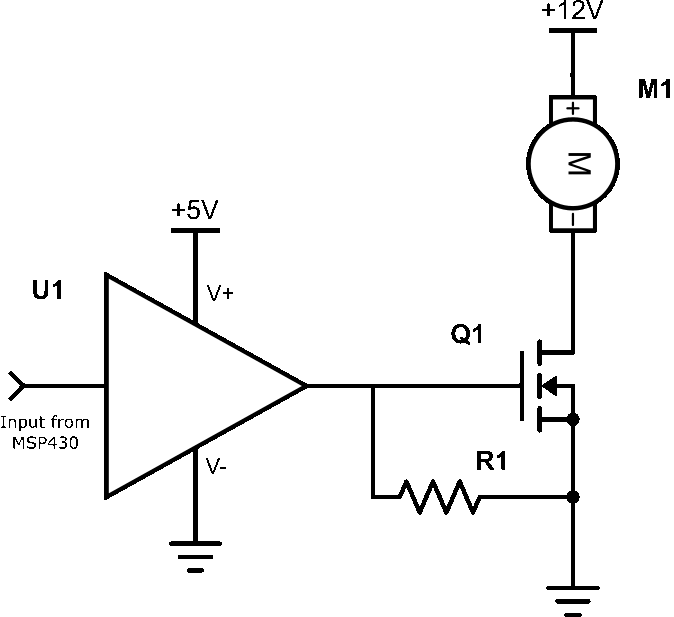 +12V
M1
+
M
−
+5V
U1
V+
Q1
Input from
MSP430
V-
R1